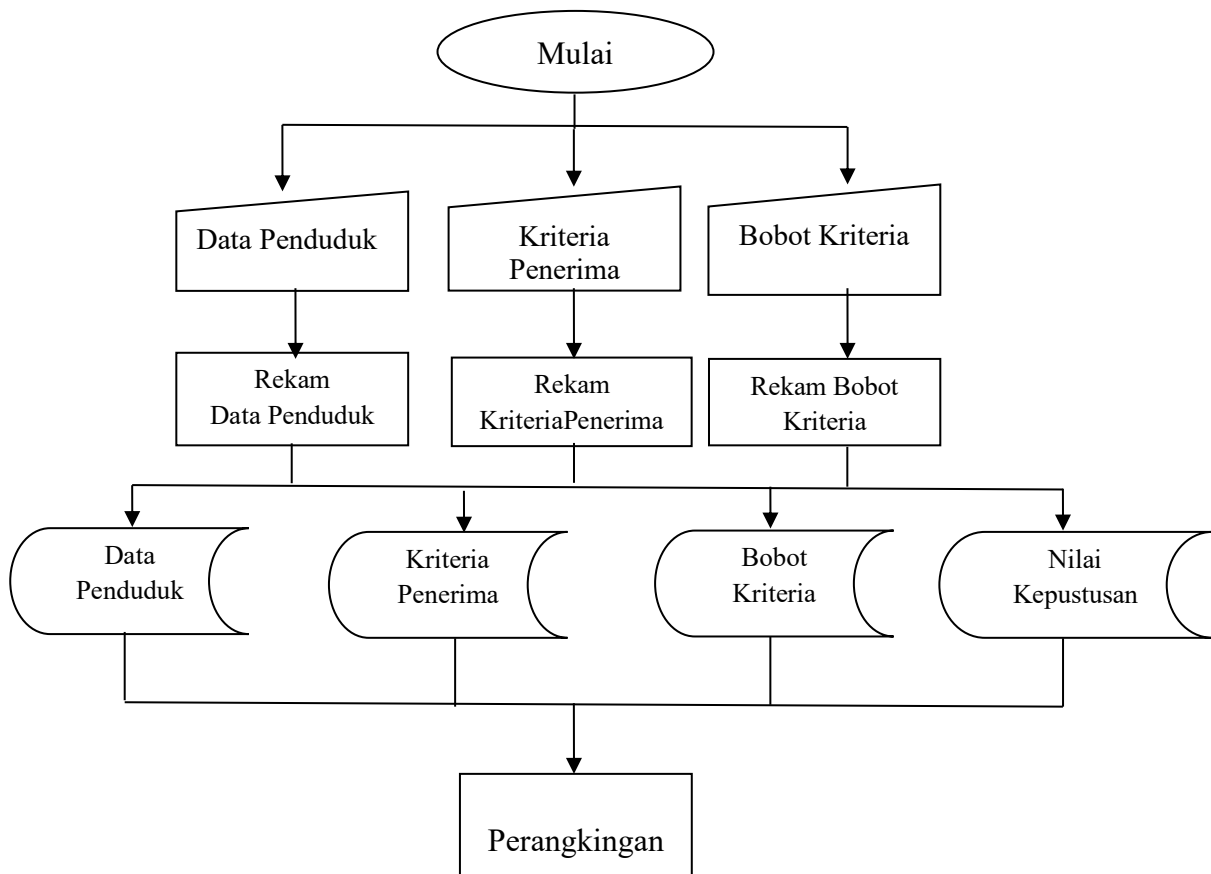 Mulai
Data Penduduk
Kriteria
Penerima
Bobot Kriteria
Rekam
Data Penduduk
Rekam
KriteriaPenerima
Rekam Bobot
Kriteria
Data
Penduduk
Kriteria
Penerima
Bobot
Kriteria
Nilai
Kepustusan
Perangkingan